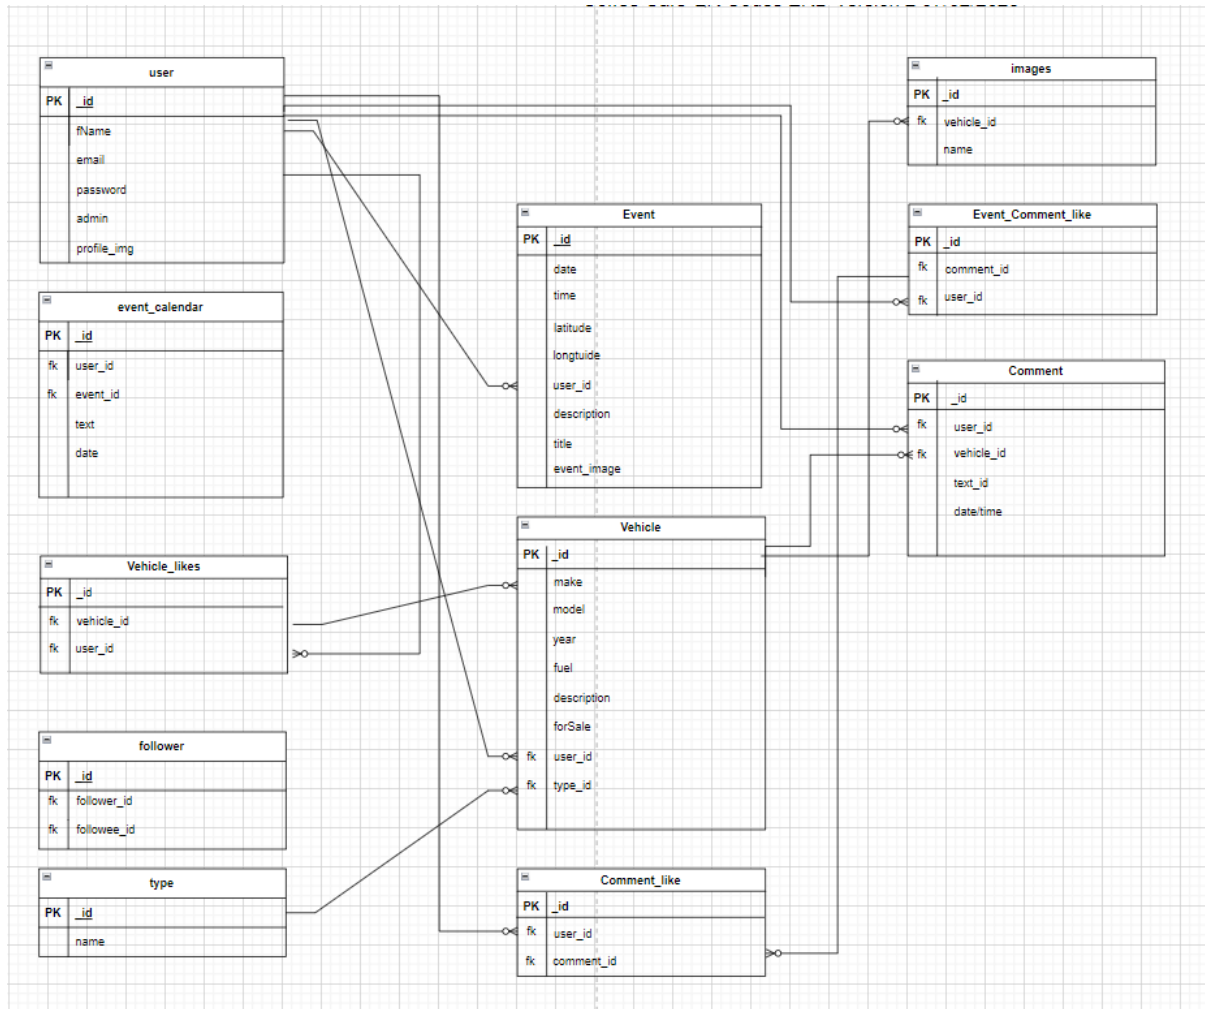 user
PK _id
fName
email
password
admin
profile_img
event_calendar
PK _id
fk user_id
fk event_id
text
date
Vehicle_likes
PK _id
fk vehicle_id
fk user_id
follower
PK _id
fk follower_id
fk followee_id
type
PK _id
name
Event
PK _id
date
time
latitude
longtuide
user_id
description
title
event_image
Vehicle
PK _id
make
model
year
fuel
description
forSale
fk user_id
fk type_id
Comment_like
PK _id
fk user_id
fk comment_id
images
PK _id
fk vehicle_id
name
Event_Comment_like
PK _id
fk comment_id
fk user_id
Comment
PK _id
fk user_id
fk vehicle_id
text_id
date/time